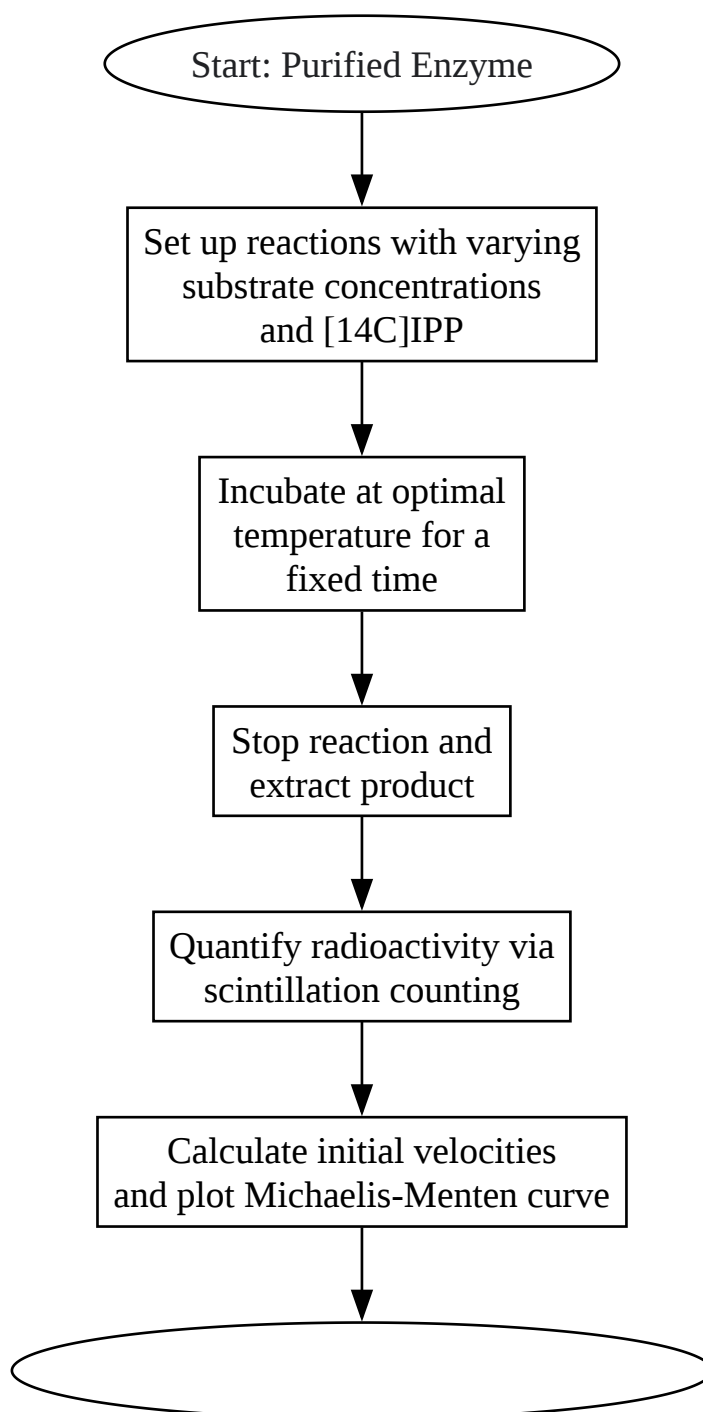 Start: Purified Enzyme
Set up reactions with varying
substrate concentrations
and [14C]IPP
Incubate at optimal
temperature for a
fixed time
Stop reaction and
extract product
Quantify radioactivity via
scintillation counting
Calculate initial velocities
and plot Michaelis-Menten curve